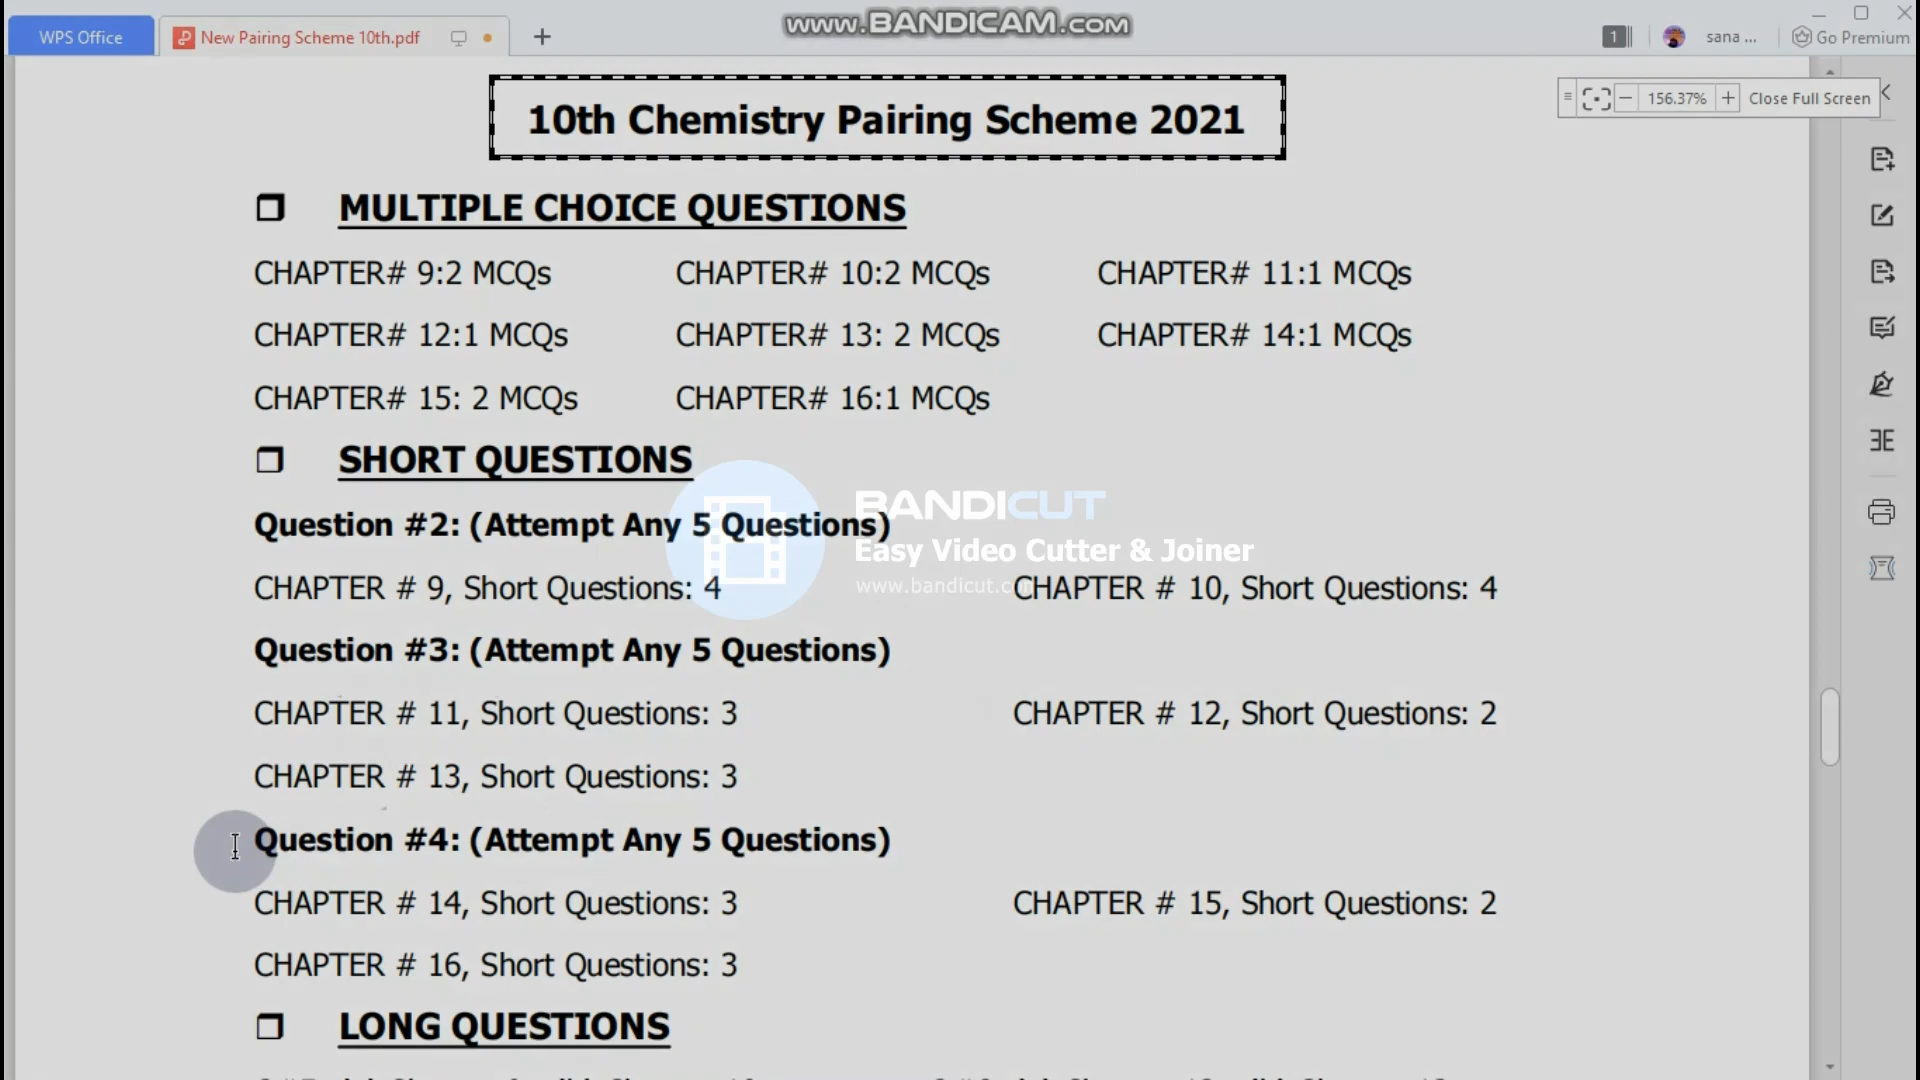 www.BANDICAM.com
WPS Office
New Pairing Scheme 10th.pdf
1
sana ...
Go Premium
156.37%
Close Full Screen
10th Chemistry Pairing Scheme 2021
MULTIPLE CHOICE QUESTIONS
CHAPTER# 9:2 MCQs CHAPTER# 10:2 MCQs CHAPTER# 11:1 MCQs
CHAPTER# 12:1 MCQs CHAPTER# 13: 2 MCQs CHAPTER# 14:1 MCQs
CHAPTER# 15: 2 MCQs CHAPTER# 16:1 MCQs
SHORT QUESTIONS
BANDICUT
Question #2: (Attempt Any 5 Questions)
Easy Video Cutter & Joiner
www.bandicut.com
CHAPTER # 9, Short Questions: 4 CHAPTER # 10, Short Questions: 4
Question #3: (Attempt Any 5 Questions)
CHAPTER # 11, Short Questions: 3 CHAPTER # 12, Short Questions: 2
CHAPTER # 13, Short Questions: 3
Question #4: (Attempt Any 5 Questions)
CHAPTER # 14, Short Questions: 3 CHAPTER # 15, Short Questions: 2
CHAPTER # 16, Short Questions: 3
LONG QUESTIONS